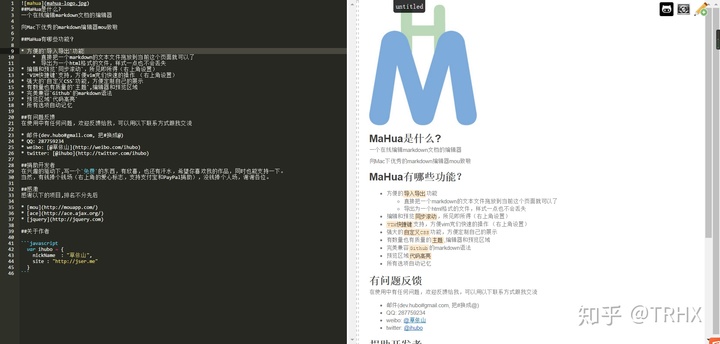 ![mahua](mahua-logo.jpg)
##MaHua是什么?
一个在线编辑markdown文档的编辑器
向Mac下优秀的markdown编辑器mou致敬
##MaHua有哪些功能?
* 方便的`导入导出`功能
* 直接把一个markdown的文本文件拖放到当前这个页面就可以了
* 导出为一个html格式的文件，样式一点也不会丢失
* 编辑和预览`同步滚动`，所见即所得（右上角设置）
* `VIM快捷键`支持，方便vim党们快速的操作 （右上角设置）
* 强大的`自定义CSS`功能，方便定制自己的展示
* 有数量也有质量的`主题`,编辑器和预览区域
* 完美兼容`Github`的markdown语法
* 预览区域`代码高亮`
* 所有选项自动记忆
##有问题反馈
在使用中有任何问题，欢迎反馈给我，可以用以下联系方式跟我交流
* 邮件(dev.hubo#gmail.com, 把#换成@)
* QQ: 287759234
* weibo: [@草依山](http://weibo.com/ihubo)
* twitter: [@ihubo](http://twitter.com/ihubo)
##捐助开发者
在兴趣的驱动下,写一个`免费`的东西，有欣喜，也还有汗水，希望你喜欢我的作品，同时也能支持一下。
当然，有钱捧个钱场（右上角的爱心标志，支持支付宝和PayPal捐助），没钱捧个人场，谢谢各位。
##感激
感谢以下的项目,排名不分先后
* [mou](http://mouapp.com/)
* [ace](http://ace.ajax.org/)
* [jquery](http://jquery.com)
##关于作者
```javascript
var ihubo = {
nickName : "草依山",
site : "http://jser.me"
}
```
untitled
MaHua是什么?
一个在线编辑markdown文档的编辑器
向Mac下优秀的markdown编辑器mou致敬
MaHua有哪些功能？
方便的导入导出功能
直接把一个markdown的文本文件拖放到当前这个页面就可以了
导出为一个html格式的文件，样式一点也不会丢失
编辑和预览同步滚动，所见即所得（右上角设置）
VIM快捷键支持，方便vim党们快速的操作 （右上角设置）
强大的自定义CSS功能，方便定制自己的展示
有数量也有质量的主题,编辑器和预览区域
完美兼容Github的markdown语法
预览区域代码高亮
所有选项自动记忆
有问题反馈
在使用中有任何问题，欢迎反馈给我，可以用以下联系方式跟我交流
邮件(dev.hubo#gmail.com, 把#换成@)
QQ: 287759234
weibo: @草依山
twitter: @ihubo
捐助开发者
知乎 @TRHX